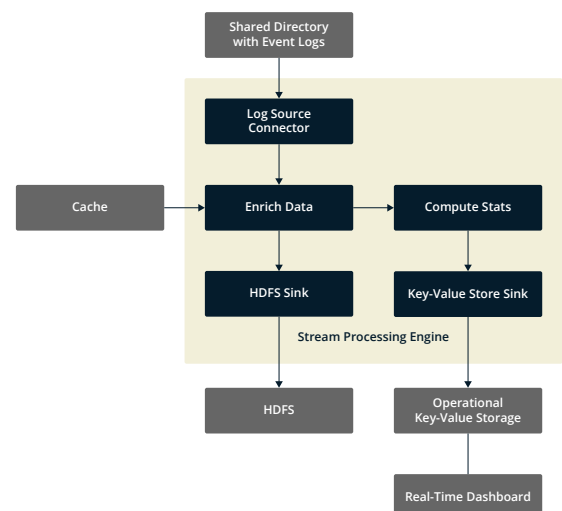 Shared Directory
with Event Logs
Log Source
Connector
Cache
Enrich Data
Compute Stats
HDFS Sink
Key-Value Store Sink
Stream Processing Engine
HDFS
Operational
Key-Value Storage
Real-Time Dashboard